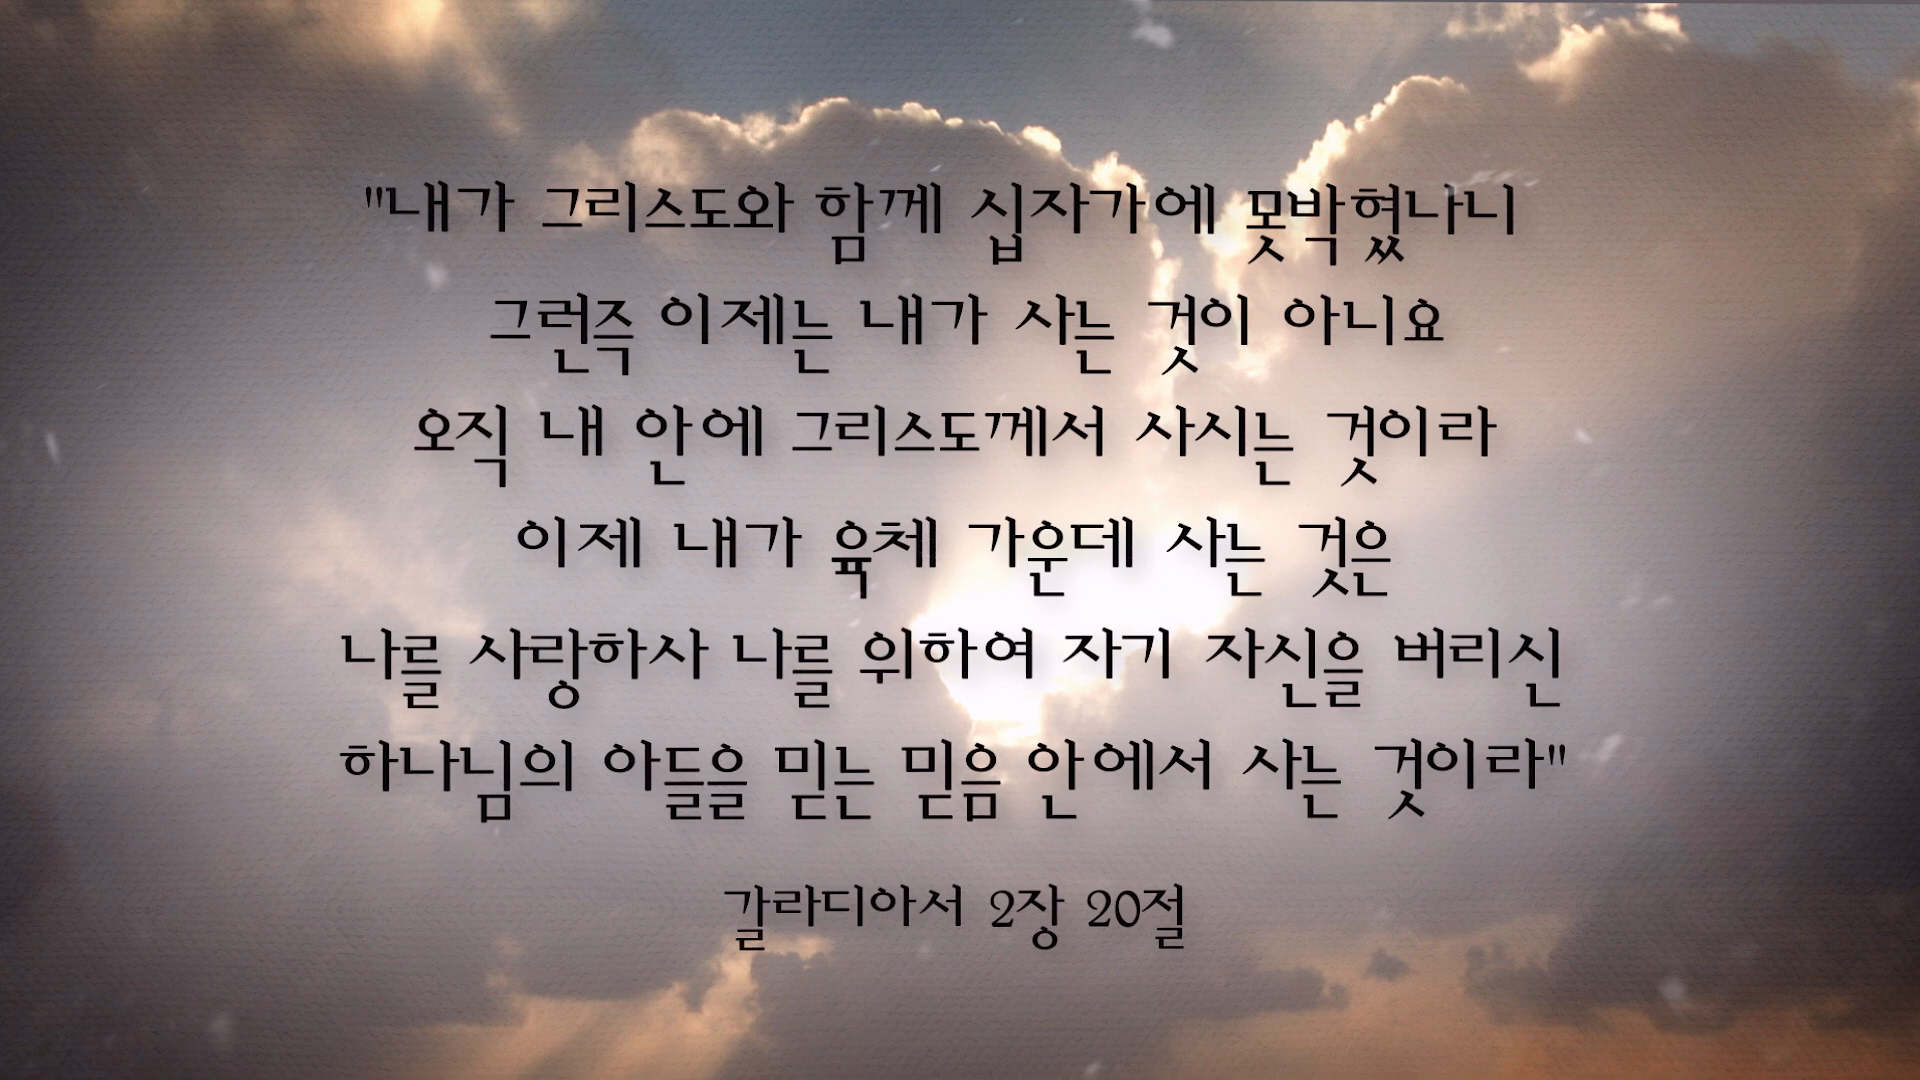 "내가 그리스도와 함께 십자가에 못박혔나니
그런즉 이제는 내가 사는 것이 아니요
오직 내 안에 그리스도께서 사시는 것이라
이제 내가 육체 가운데 사는 것은
나를 사랑하사 나를 위하여 자기 자신을 버리신
하나님의 아들을 믿는 믿음 안에서 사는 것이라"
갈라디아서 2장 20절